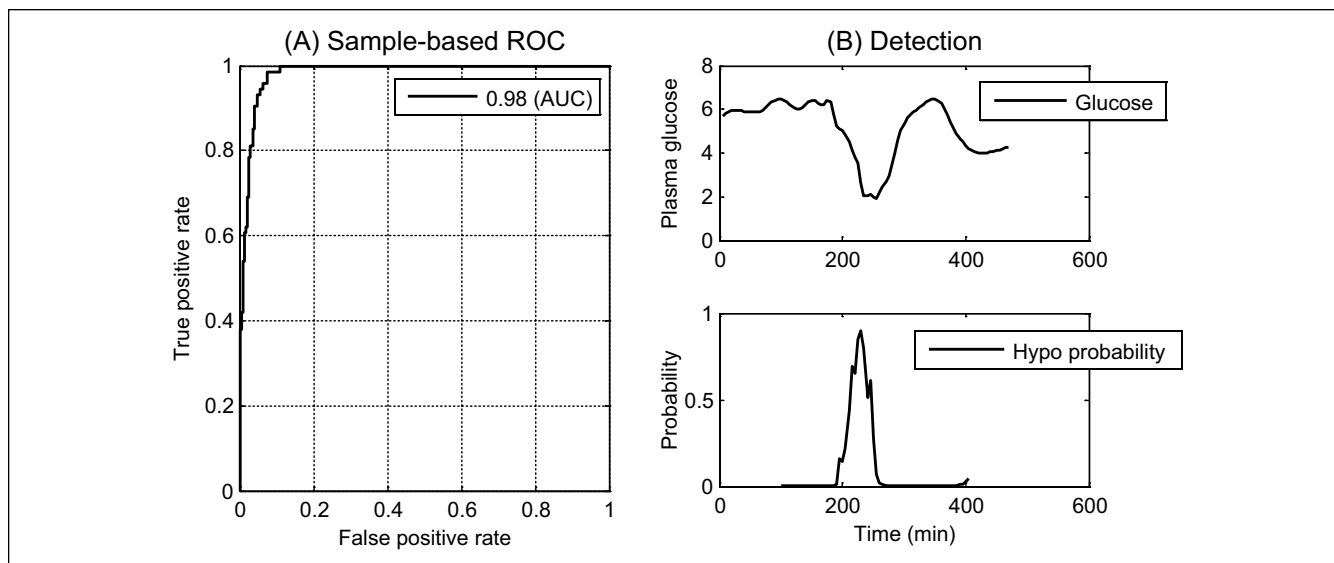 (A) Sample-based ROC
True positive rate
1
0.8
0.6
0.4
0.2
0
0 0.2 0.4 0.6 0.8 1
False positive rate
0.98 (AUC)
(B) Detection
Plasma glucose
8
6
4
2
0
0 200 400 600
Glucose
Probability
1
0.5
0
0 200 400 600
Time (min)
Hypo probability